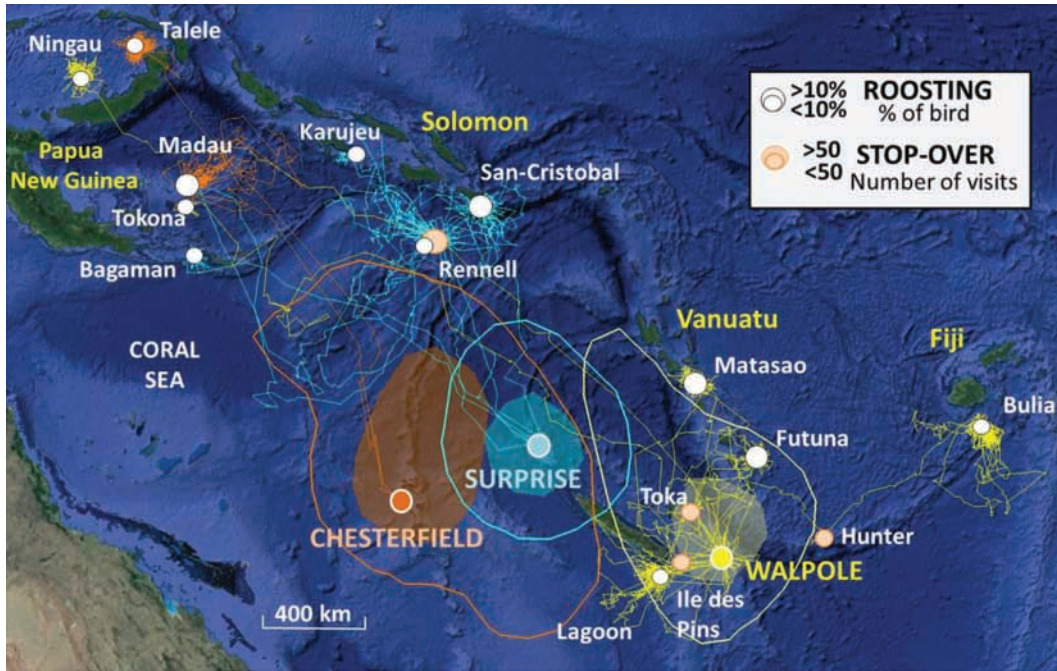 Ningau
Talele
>10% ROOSTING
<10% % of bird
>50 STOP-OVER
<50 Number of visits
Karujeu
Solomon
Madau
Papua
New Guinea
San-Cristobal
Tokona
Bagaman
Rennell
CORAL
SEA
Vanuatu
Fiji
Matasao
Bulia
Futuna
SURPRISE
Toka
CHESTERFIELD
Hunter
WALPOLE
400 km
Ile des
Pins
Lagoon